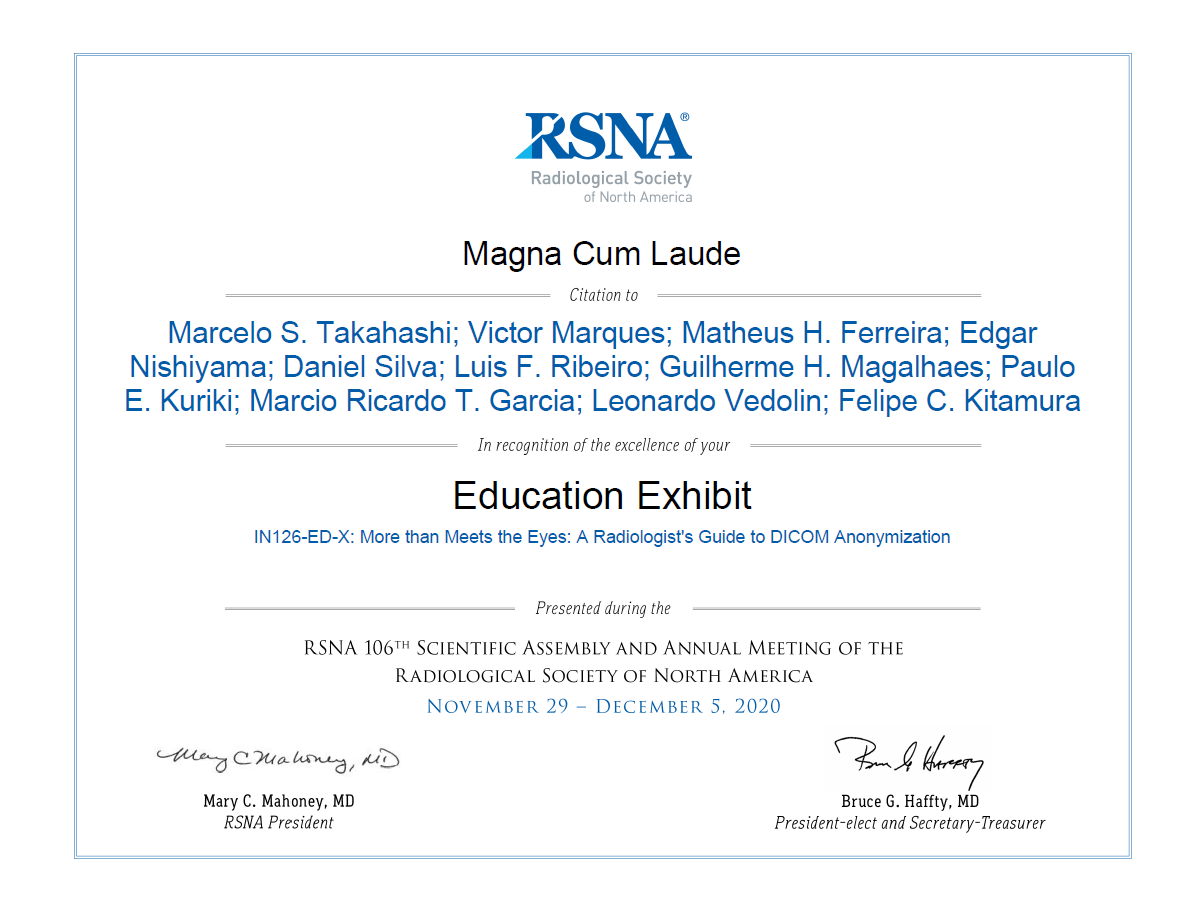 RSNA®
Radiological Society
of North America
Magna Cum Laude
Citation to
Marcelo S. Takahashi; Victor Marques; Matheus H. Ferreira; Edgar
Nishiyama; Daniel Silva; Luis F. Ribeiro; Guilherme H. Magalhaes; Paulo
E. Kuriki; Marcio Ricardo T. Garcia; Leonardo Vedolin; Felipe C. Kitamura
In recognition of the excellence of your
Education Exhibit
IN126-ED-X: More than Meets the Eyes: A Radiologist's Guide to DICOM Anonymization
Presented during the
RSNA 106TH Scientific Assembly and Annual Meeting of the
Radiological Society of North America
November 29 – December 5, 2020
Mary C Mahoney, MD
Mary C. Mahoney, MD
RSNA President
Bruce G Haffty
Bruce G. Haffty, MD
President-elect and Secretary-Treasurer